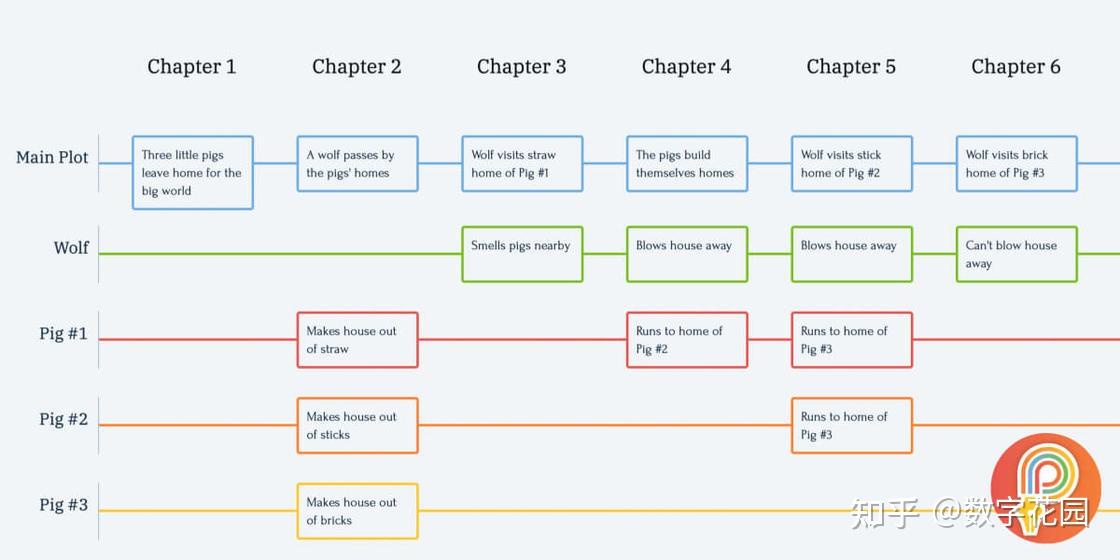 Chapter 1
Chapter 2
Chapter 3
Chapter 4
Chapter 5
Chapter 6
Main Plot
Three little pigs
leave home for the
big world
A wolf passes by
the pigs' homes
Wolf visits straw
home of Pig #1
The pigs build
themselves homes
Wolf visits stick
home of Pig #2
Wolf visits brick
home of Pig #3
Wolf
Smells pigs nearby
Blows house away
Blows house away
Can't blow house
away
Pig #1
Makes house out
of straw
Runs to home of
Pig #2
Runs to home of
Pig #3
Pig #2
Makes house out
of sticks
Runs to home of
Pig #3
Pig #3
Makes house out
of bricks
知乎 @数字花园